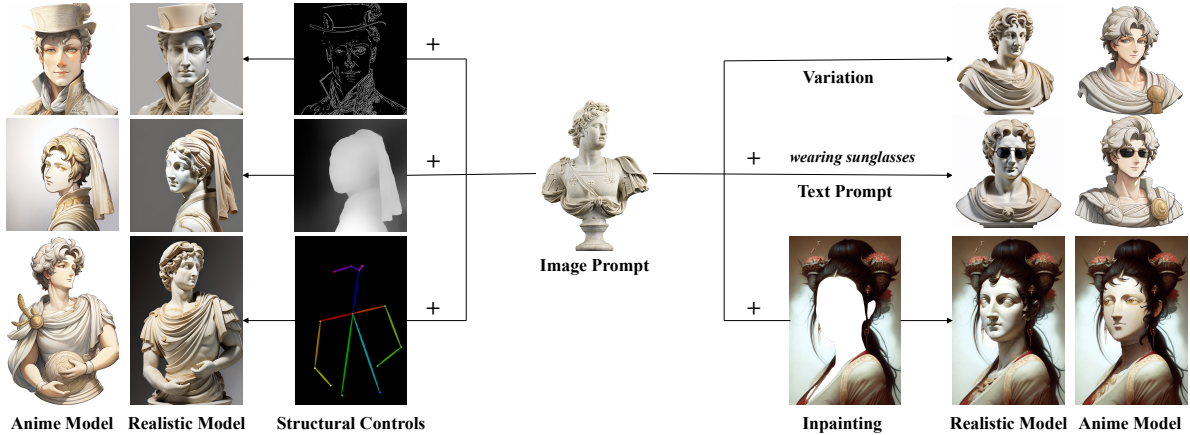 +
+
+
Variation
+
wearing sunglasses
Text Prompt
+
Image Prompt
Anime Model
Realistic Model
Structural Controls
Inpainting
Realistic Model
Anime Model